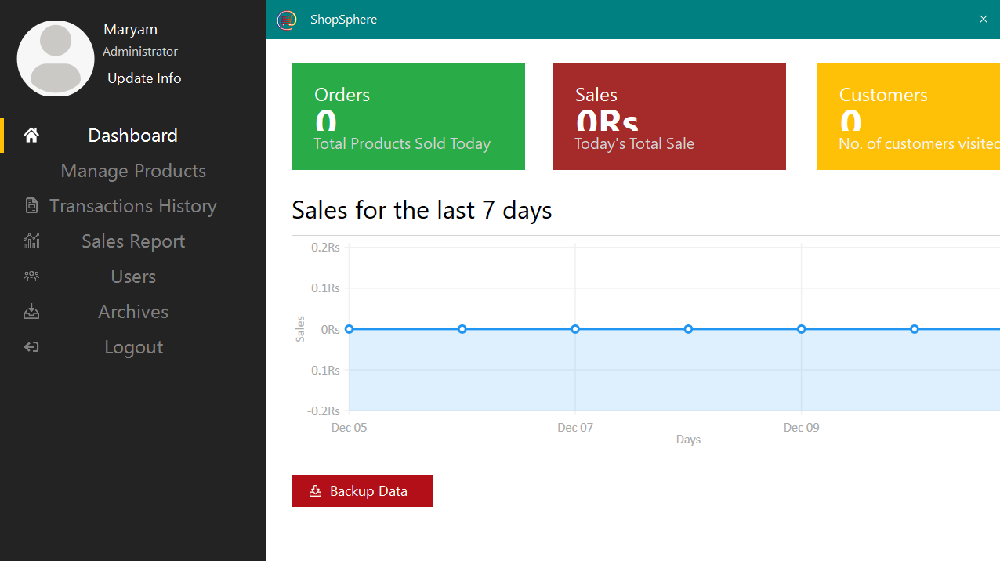 Maryam
Administrator
Update Info
Dashboard
Manage Products
Transactions History
Sales Report
Users
Archives
Logout
ShopSphere
Orders
0
Total Products Sold Today
Sales
0Rs
Today's Total Sale
Customers
0
No. of customers visited
Sales for the last 7 days
0.2Rs
0.1Rs
0Rs
-0.1Rs
-0.2Rs
Sales
Dec 05
Dec 07
Dec 09
Days
Backup Data